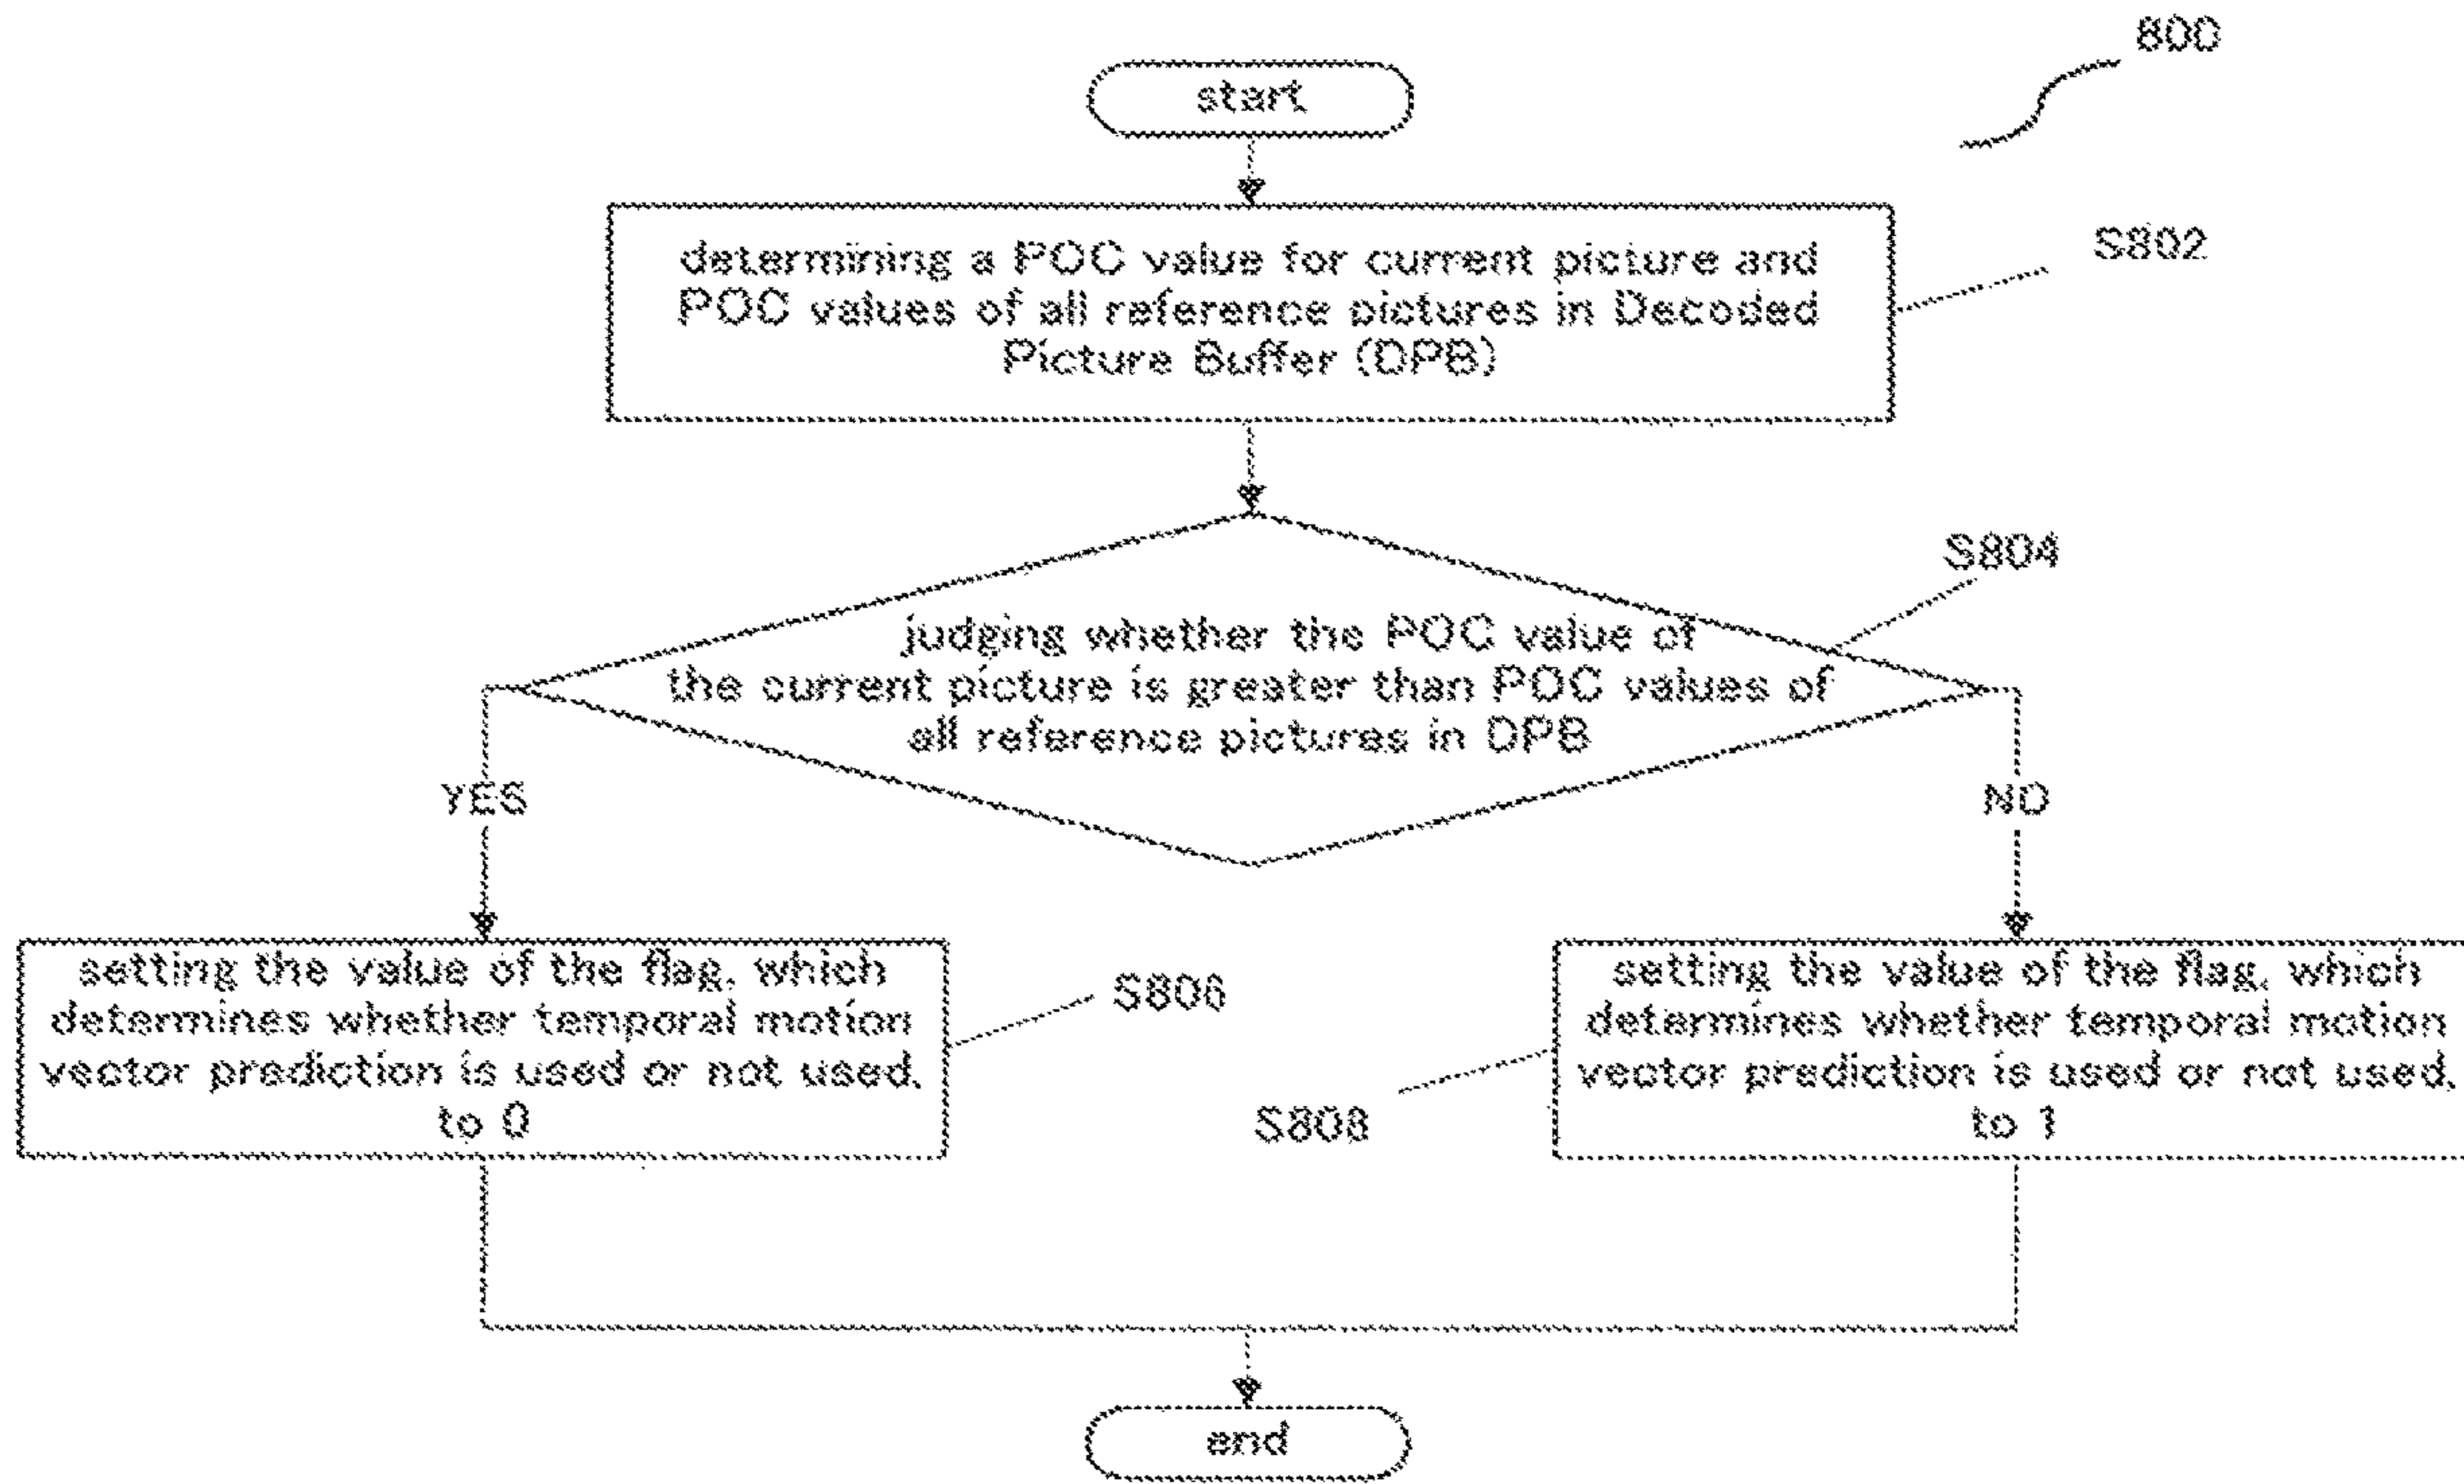 800
start
determining a POC value for current picture and
POC values of all reference pictures in Decoded
Picture Buffer (DPB)
S802
S804
judging whether the POC value of
the current picture is greater than POC values of
all reference pictures in DPB
YES
NO
setting the value of the flag, which
determines whether temporal motion
vector prediction is used or not used,
to 0
S806
setting the value of the flag, which
determines whether temporal motion
vector prediction is used or not used,
to 1
S808
end